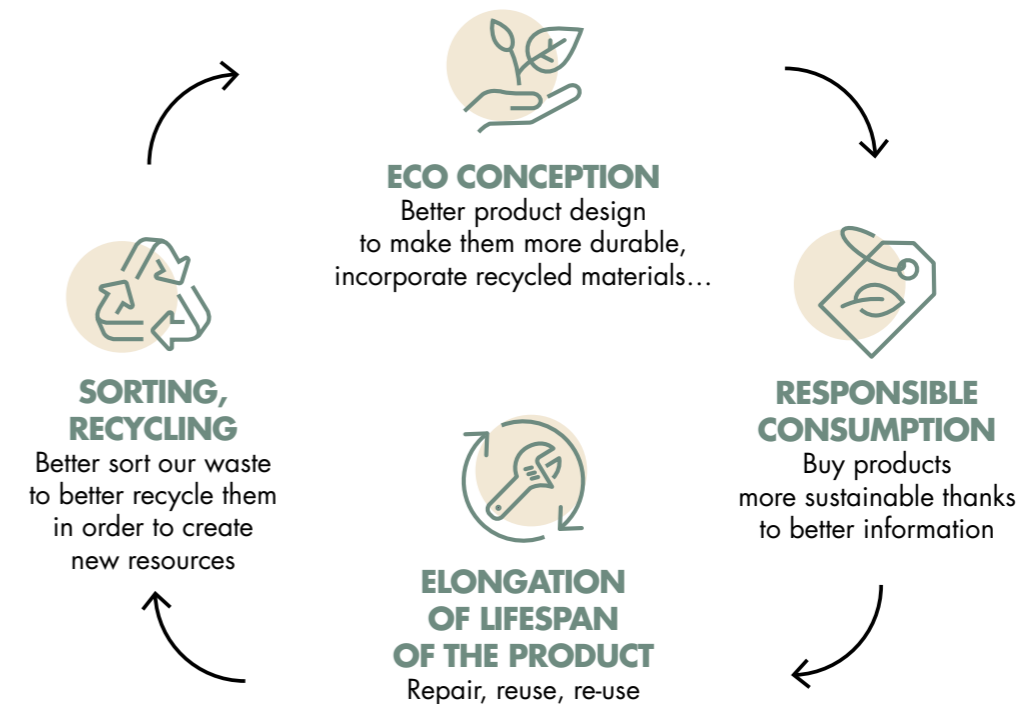 ECO CONCEPTION
Better product design
to make them more durable,
incorporate recycled materials…
RESPONSIBLE
CONSUMPTION
Buy products
more sustainable thanks
to better information
ELONGATION
OF LIFESPAN
OF THE PRODUCT
Repair, reuse, re-use
SORTING,
RECYCLING
Better sort our waste
to better recycle them
in order to create
new resources